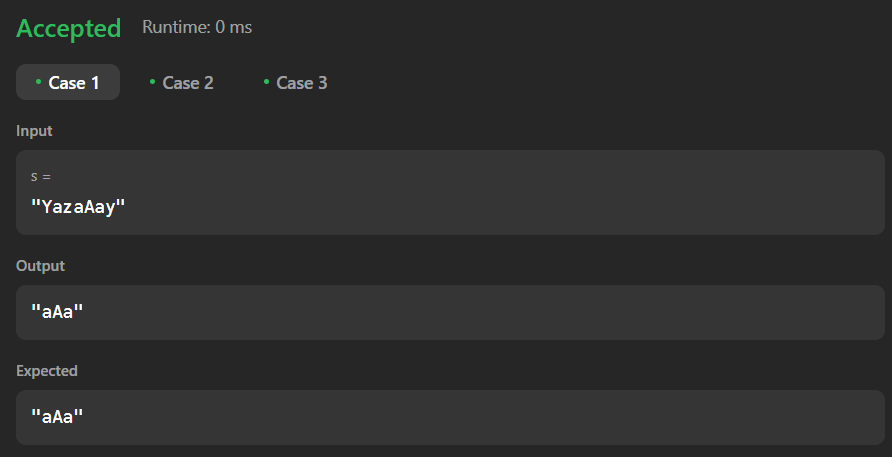 Accepted Runtime: 0 ms
Case 1 Case 2 Case 3
Input
s =
"YazaAay"
Output
"aAa"
Expected
"aAa"